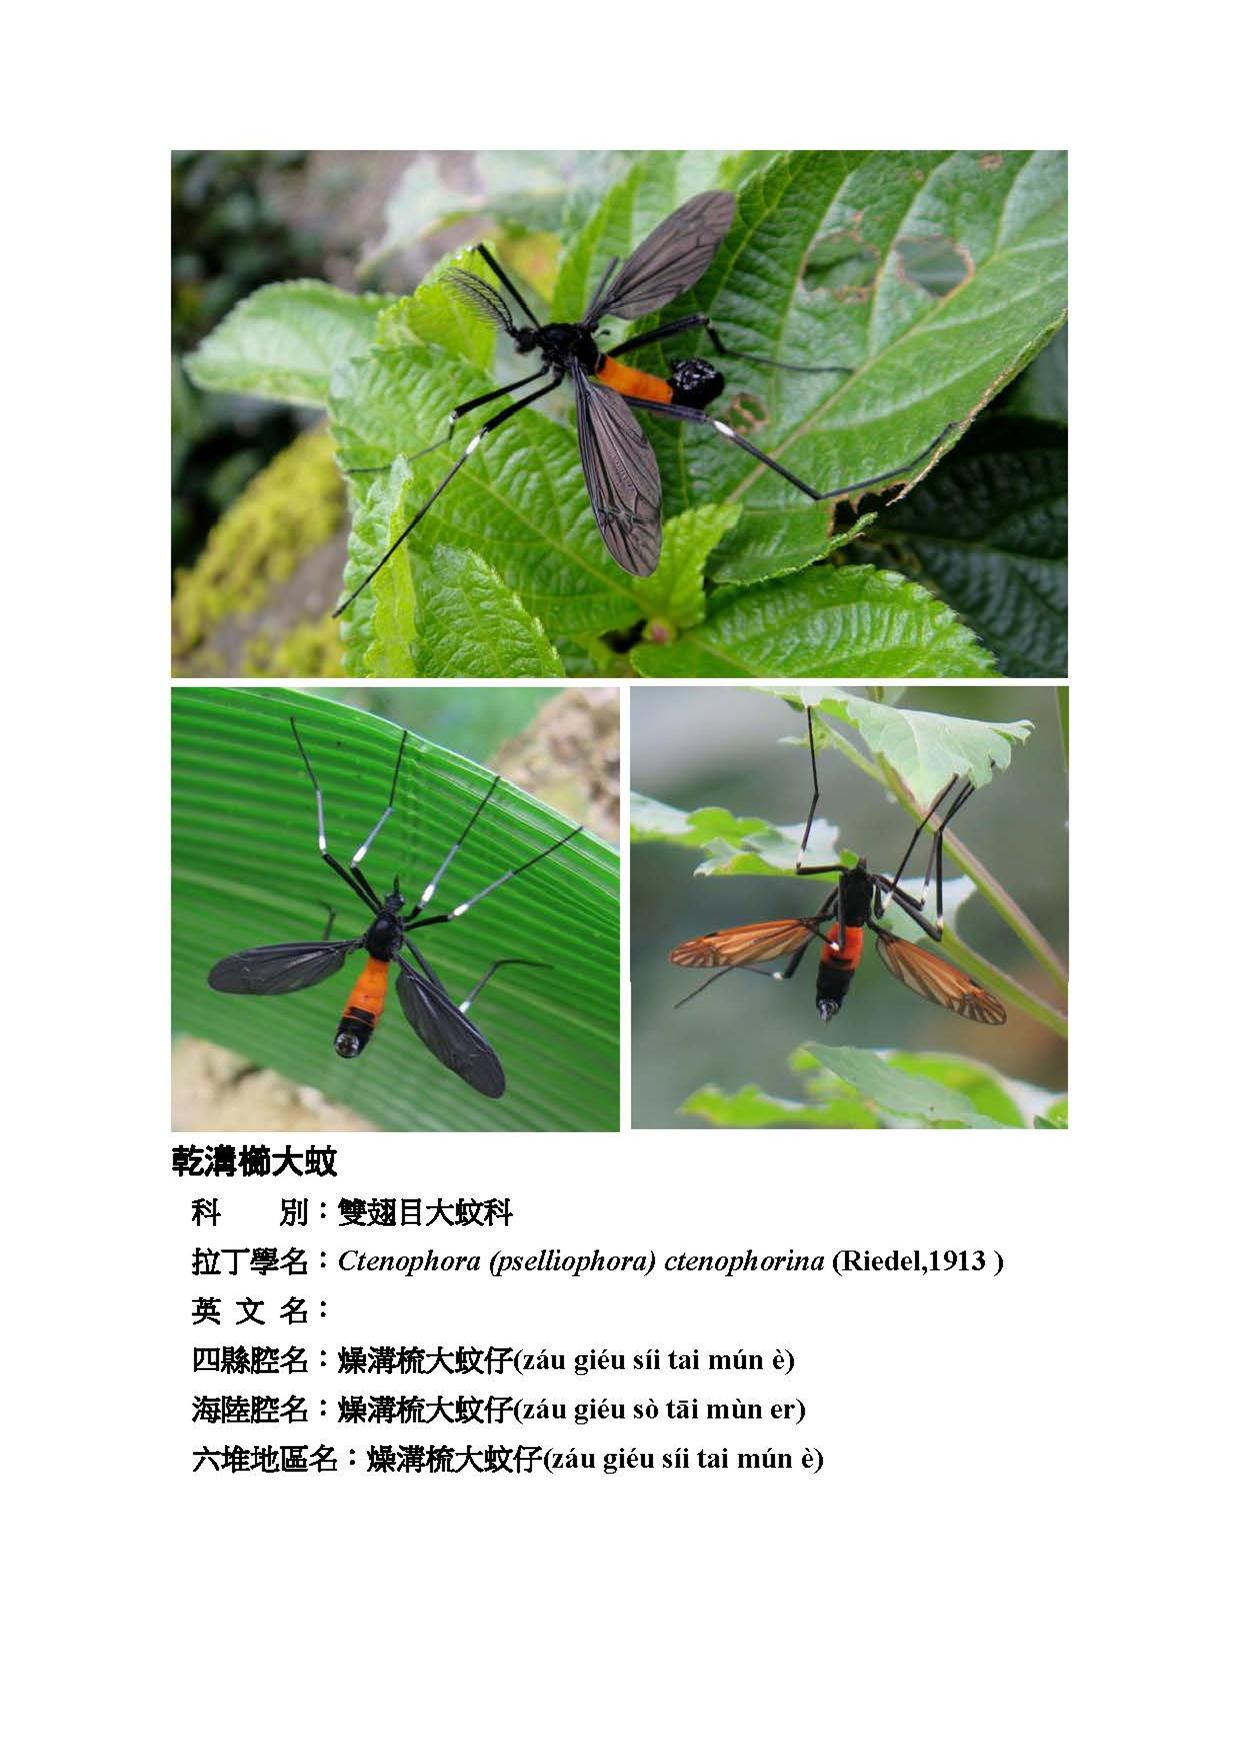 乾溝櫛大蚊
科　　別：雙翅目大蚊科
拉丁學名：Ctenophora (pselliophora) ctenophorina (Riedel,1913 )
英 文 名：
四縣腔名：燥溝梳大蚊仔(záu giéu síi tai mún è)
海陸腔名：燥溝梳大蚊仔(záu giéu sò tāi mùn er)
六堆地區名：燥溝梳大蚊仔(záu giéu síi tai mún è)